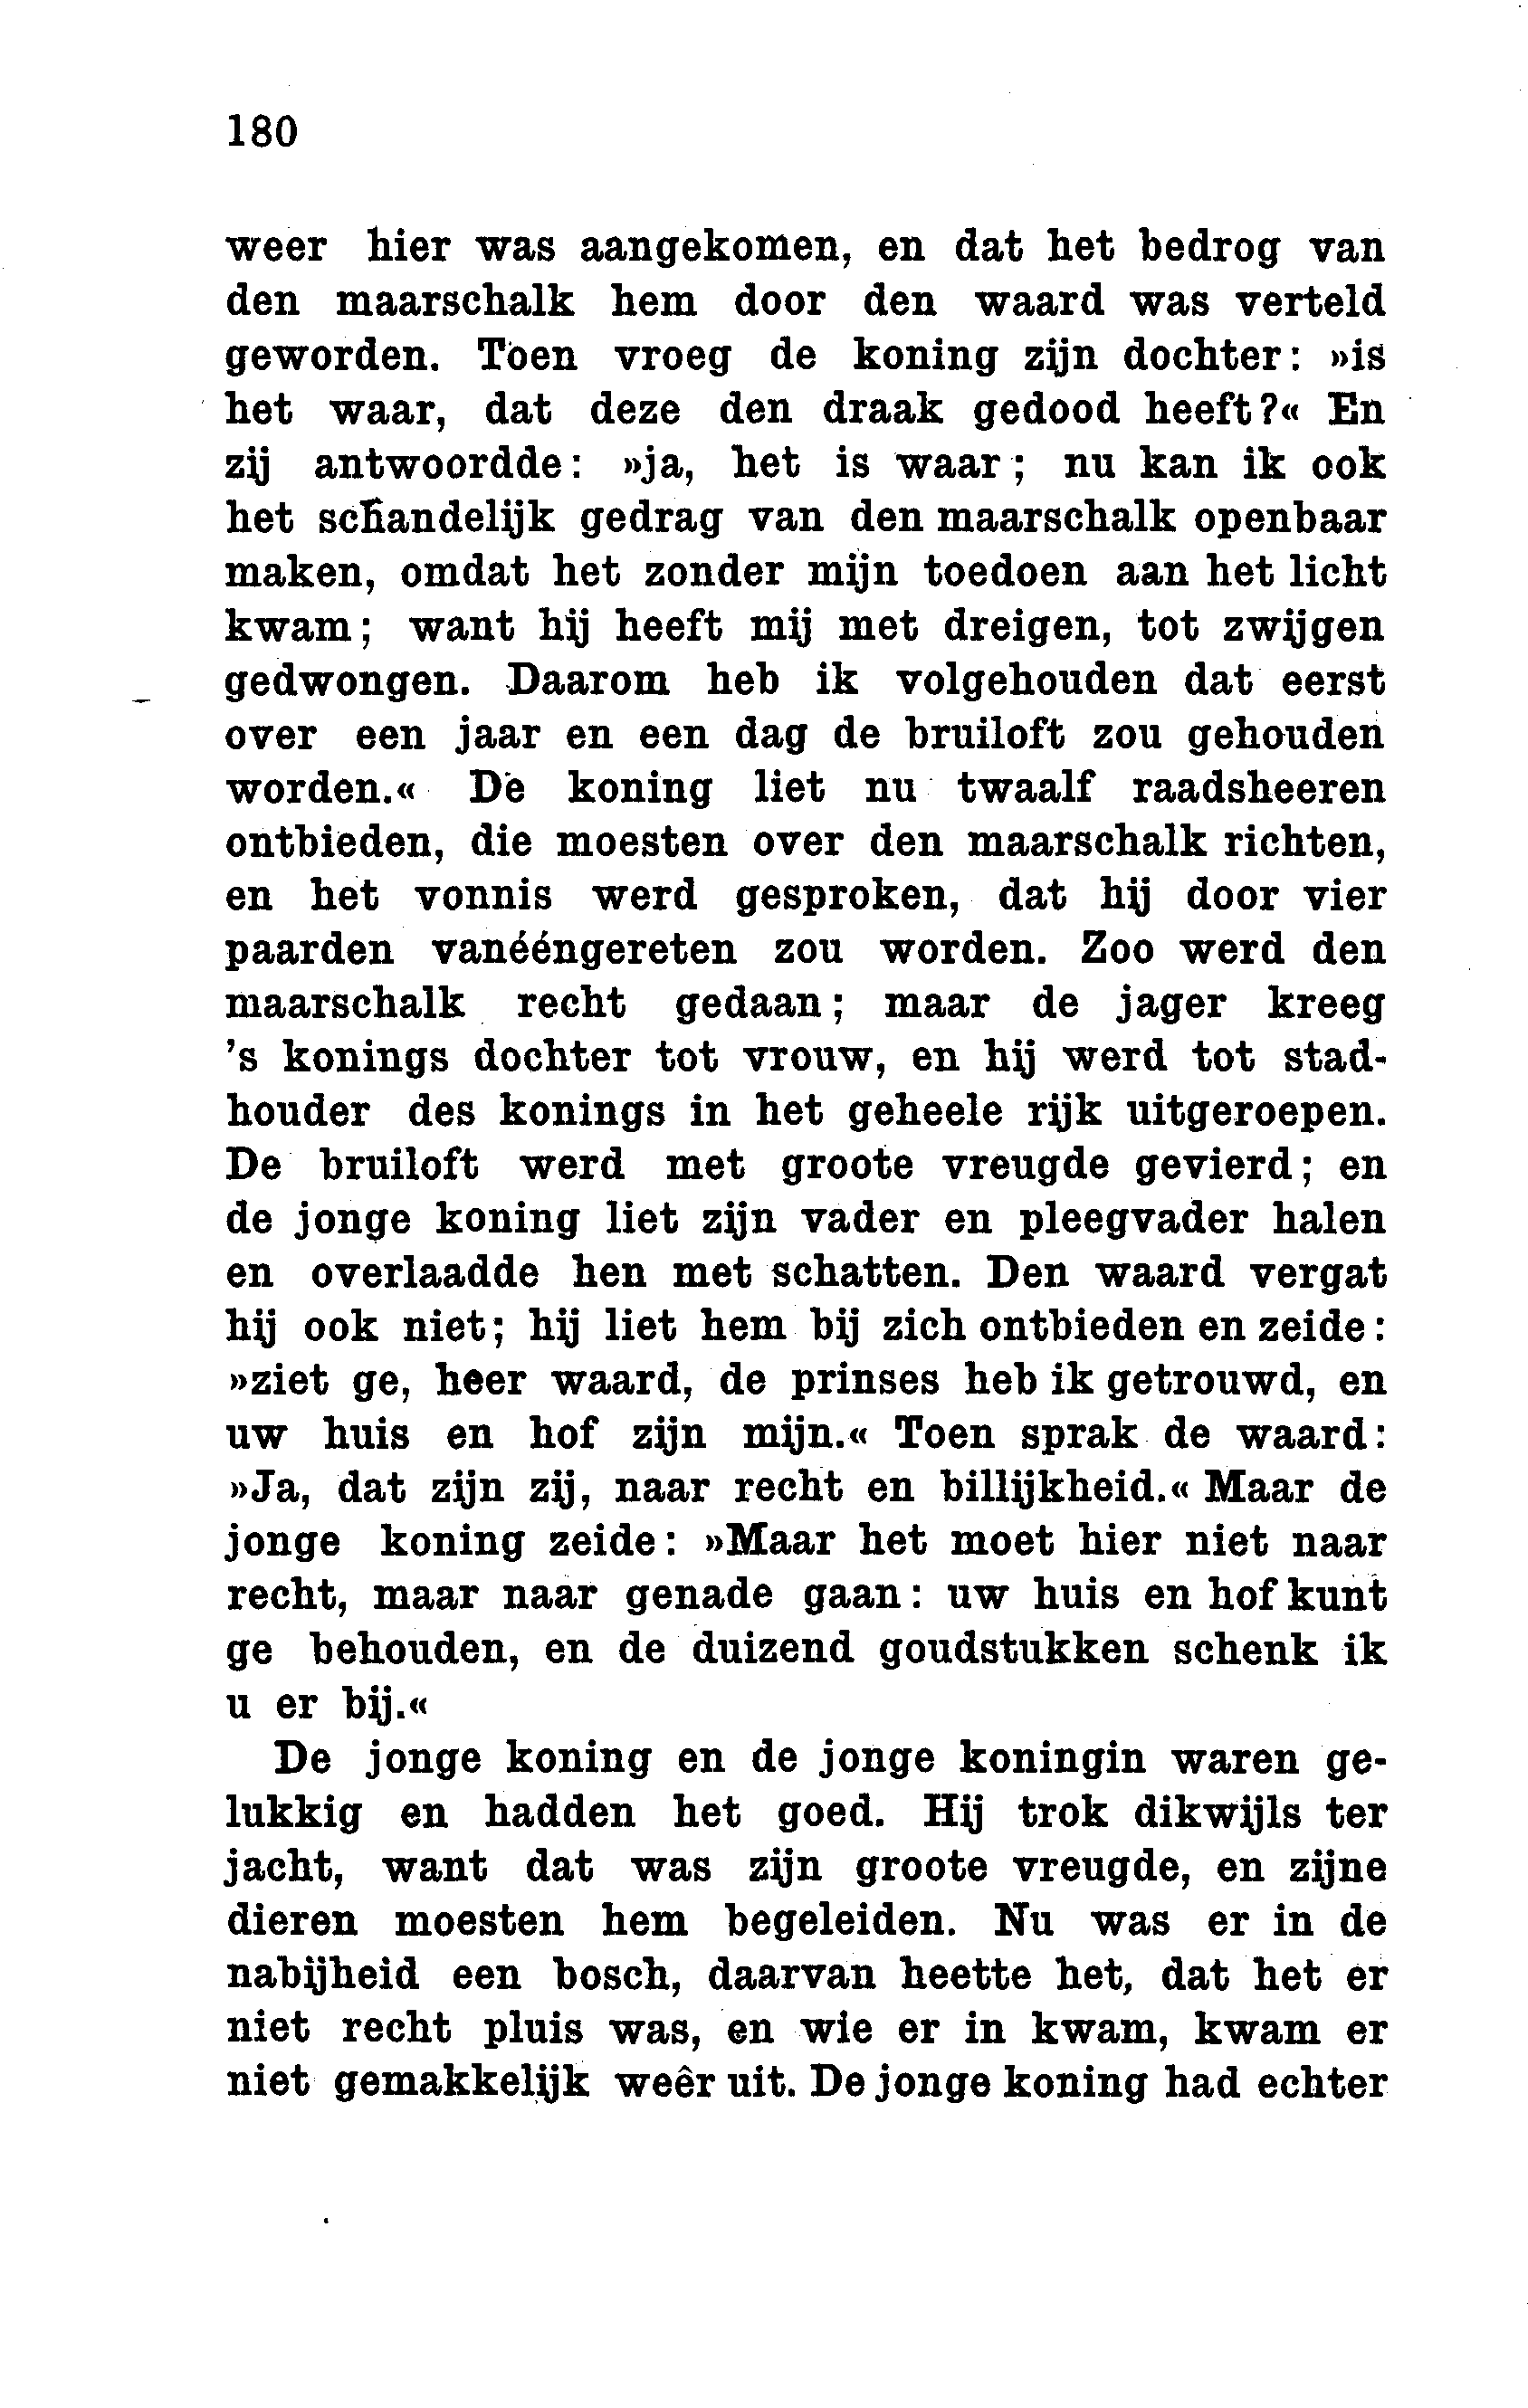 180
weer hier was aangekomen, en dat het bedrog van
den maarschalk hem door den waard was verteld
geworden. Toen vroeg de koning zijn dochter: »is
het waar, dat deze den draak gedood heeft?« En
zij antwoordde: »ja, het is waar; nu kan ik ook
het schandelijk gedrag van den maarschalk openbaar
maken, omdat het zonder mijn toedoen aan het licht
kwam; want hij heeft mij met dreigen, tot zwijgen
gedwongen. Daarom heb ik volgehouden dat eerst
over een jaar en een dag de bruiloft zou gehouden
worden.« De koning liet nu twaalf raadsheeren
ontbieden, die moesten over den maarschalk richten,
en het vonnis werd gesproken, dat hij door vier
paarden vanééngereten zou worden. Zoo werd den
maarschalk recht gedaan; maar de jager kreeg
's konings dochter tot vrouw, en hij werd tot stad-
houder des konings in het geheele rijk uitgeroepen.
De bruiloft werd met groote vreugde gevierd; en
de jonge koning liet zijn vader en pleegvader halen
en overlaadde hen met schatten. Den waard vergat
hij ook niet; hij liet hem bij zich ontbieden en zeide:
»ziet ge, heer waard, de prinses heb ik getrouwd, en
uw huis en hof zijn mijn.« Toen sprak de waard:
»Ja, dat zijn zij, naar recht en billijkheid.« Maar de
jonge koning zeide: »Maar het moet hier niet naar
recht, maar naar genade gaan: uw huis en hof kunt
ge behouden, en de duizend goudstukken schenk ik
u er bij.«
De jonge koning en de jonge koningin waren ge-
lukkig en hadden het goed. Hij trok dikwijls ter
jacht, want dat was zijn groote vreugde, en zijne
dieren moesten hem begeleiden. Nu was er in de
nabijheid een bosch, daarvan heette het, dat het er
niet recht pluis was, en wie er in kwam, kwam er
niet gemakkelijk weêr uit. De jonge koning had echter